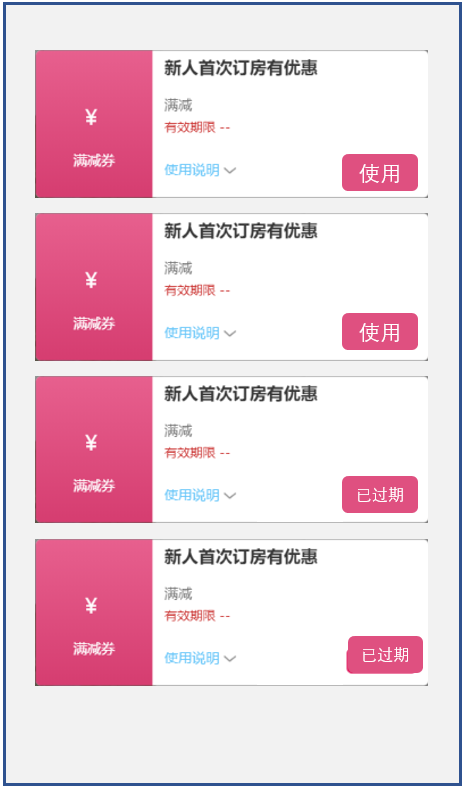 新人首次订房有优惠
满减
¥
有效期限 --
满减券
使用说明
使用
新人首次订房有优惠
满减
¥
有效期限 --
满减券
使用说明
使用
新人首次订房有优惠
满减
¥
有效期限 --
满减券
使用说明
已过期
新人首次订房有优惠
满减
¥
有效期限 --
满减券
使用说明
已过期